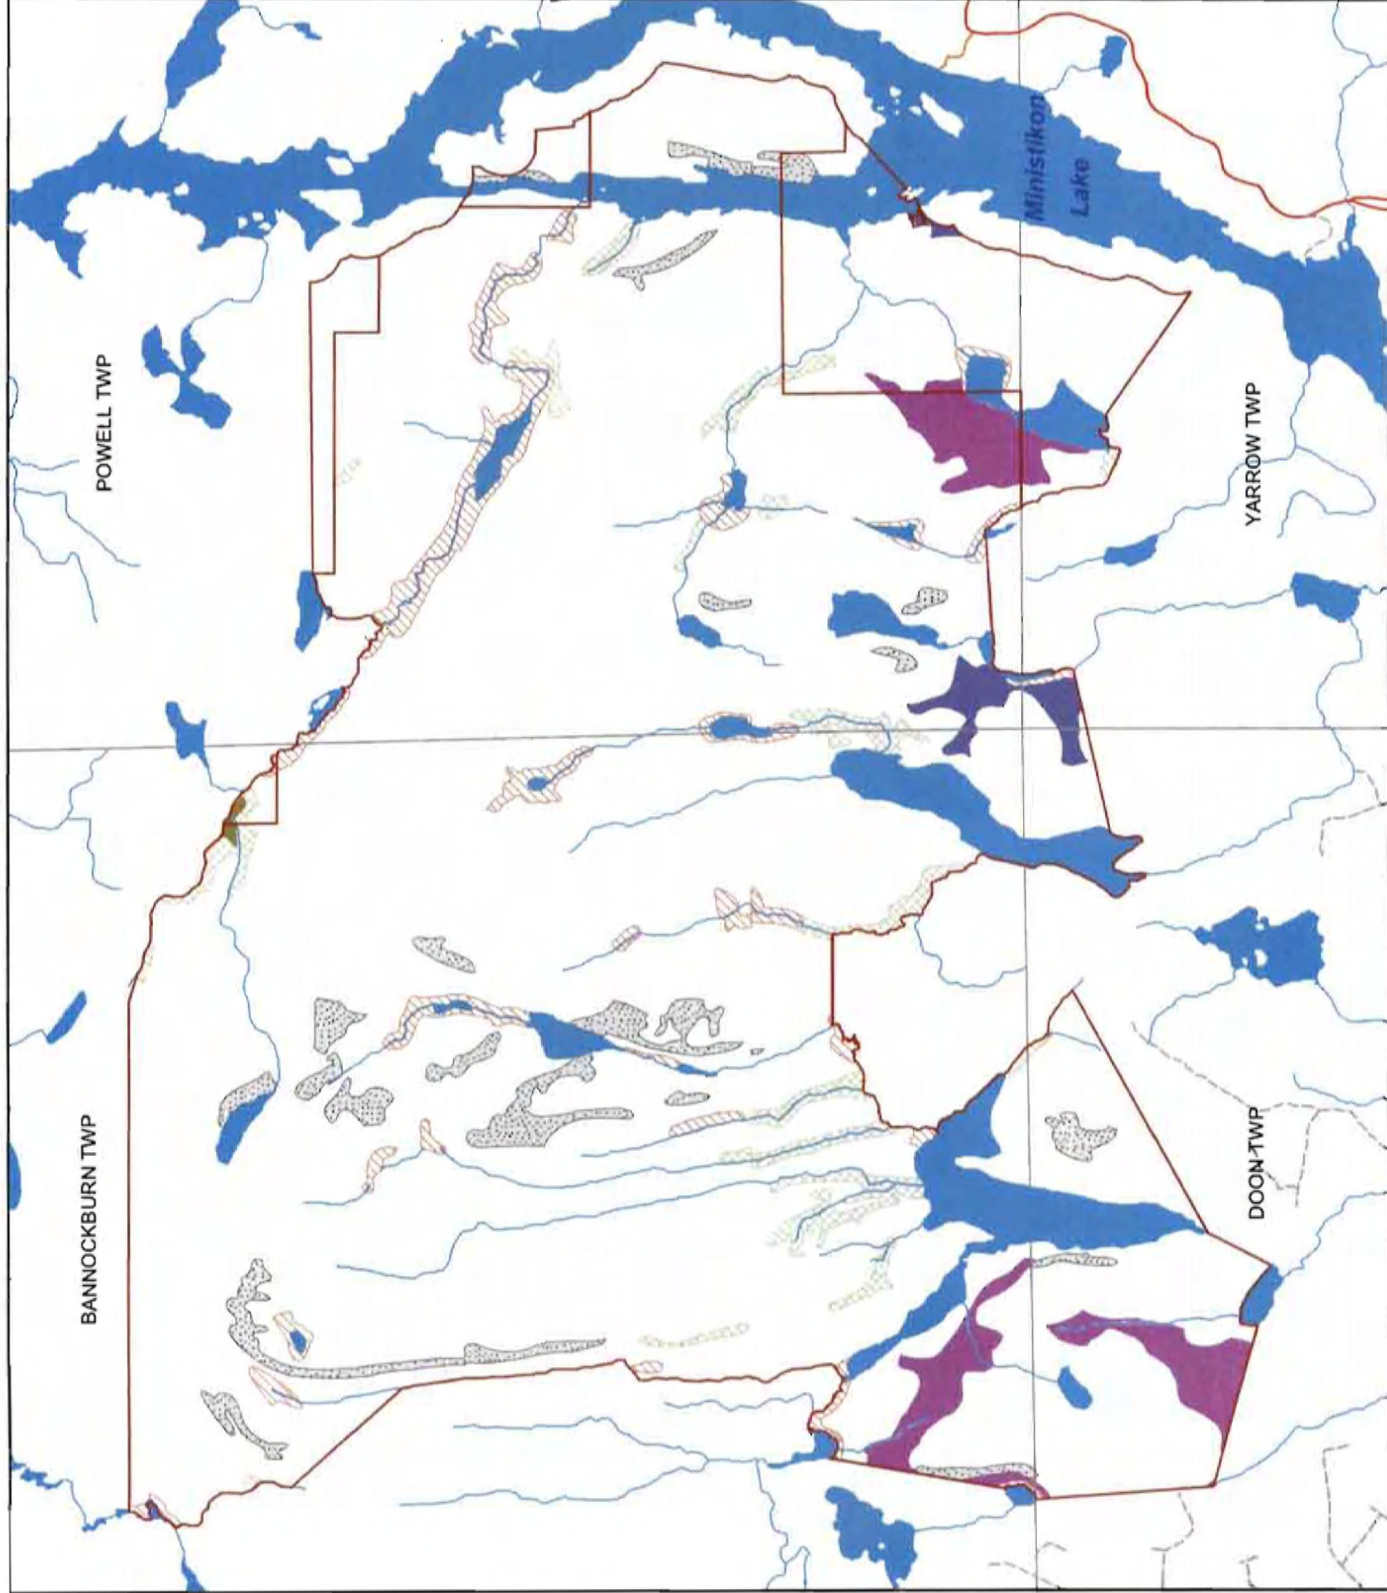 POWELL TWP
Ministikon
Lake
YARROW TWP
BANNOCKBURN TWP
DOON TWP